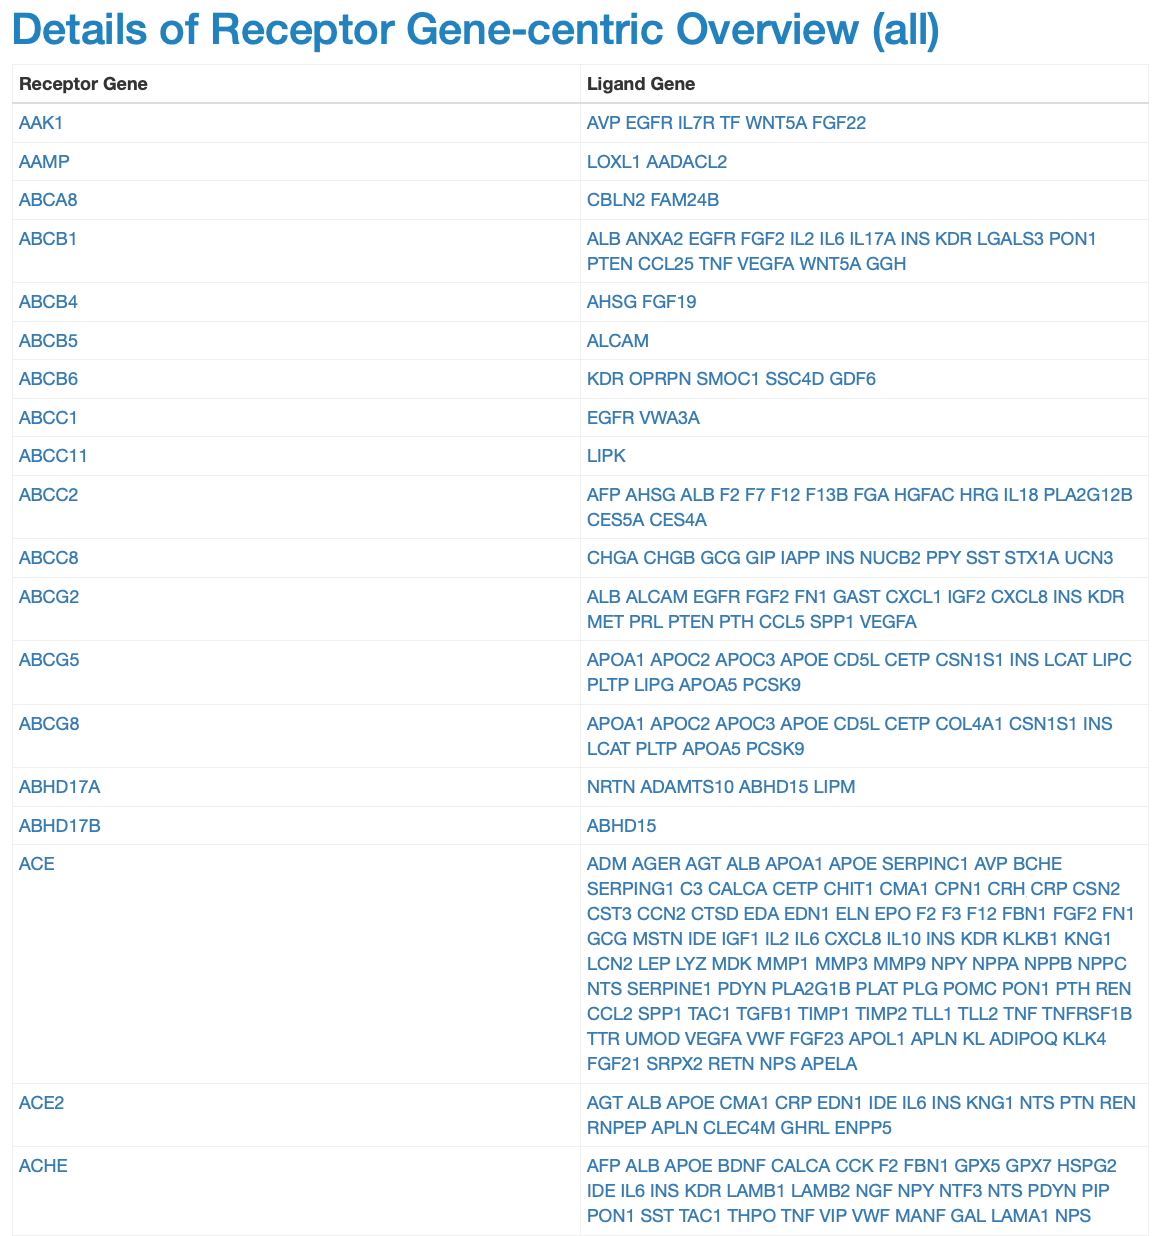 Details of Receptor Gene-centric Overview (all)
Receptor Gene Ligand Gene
AAK1 AVP EGFR IL7R TF WNT5A FGF22
AAMP LOXL1 AADACL2
ABCA8 CBLN2 FAM24B
ABCB1 ALB ANXA2 EGFR FGF2 IL2 IL6 IL17A INS KDR LGALS3 PON1
PTEN CCL25 TNF VEGFA WNT5A GGH
ABCB4 AHSG FGF19
ABCB5 ALCAM
ABCB6 KDR OPRPN SMOC1 SSC4D GDF6
ABCC1 EGFR VWA3A
ABCC11 LIPK
ABCC2 AFP AHSG ALB F2 F7 F12 F13B FGA HGFAC HRG IL18 PLA2G12B
CES5A CES4A
ABCC8 CHGA CHGB GCG GIP IAPP INS NUCB2 PPY SST STX1A UCN3
ABCG2 ALB ALCAM EGFR FGF2 FN1 GAST CXCL1 IGF2 CXCL8 INS KDR
MET PRL PTEN PTH CCL5 SPP1 VEGFA
ABCG5 APOA1 APOC2 APOC3 APOE CD5L CETP CSN1S1 INS LCAT LIPC
PLTP LIPG APOA5 PCSK9
ABCG8 APOA1 APOC2 APOC3 APOE CD5L CETP COL4A1 CSN1S1 INS
LCAT PLTP APOA5 PCSK9
ABHD17A NRTN ADAMTS10 ABHD15 LIPM
ABHD17B ABHD15
ACE ADM AGER AGT ALB APOA1 APOE SERPINC1 AVP BCHE
SERPING1 C3 CALCA CETP CHIT1 CMA1 CPN1 CRH CRP CSN2
CST3 CCN2 CTSD EDA EDN1 ELN EPO F2 F3 F12 FBN1 FGF2 FN1
GCG MSTN IDE IGF1 IL2 IL6 CXCL8 IL10 INS KDR KLKB1 KNG1
LCN2 LEP LYZ MDK MMP1 MMP3 MMP9 NPY NPPA NPPB NPPC
NTS SERPINE1 PDYN PLA2G1B PLAT PLG POMC PON1 PTH REN
CCL2 SPP1 TAC1 TGFB1 TIMP1 TIMP2 TLL1 TLL2 TNF TNFRSF1B
TTR UMOD VEGFA VWF FGF23 APOL1 APLN KL ADIPOQ KLK4
FGF21 SRPX2 RETN NPS APELA
ACE2 AGT ALB APOE CMA1 CRP EDN1 IDE IL6 INS KNG1 NTS PTN REN
RNPEP APLN CLEC4M GHRL ENPP5
ACHE AFP ALB APOE BDNF CALCA CCK F2 FBN1 GPX5 GPX7 HSPG2
IDE IL6 INS KDR LAMB1 LAMB2 NGF NPY NTF3 NTS PDYN PIP
PON1 SST TAC1 THPO TNF VIP VWF MANF GAL LAMA1 NPS